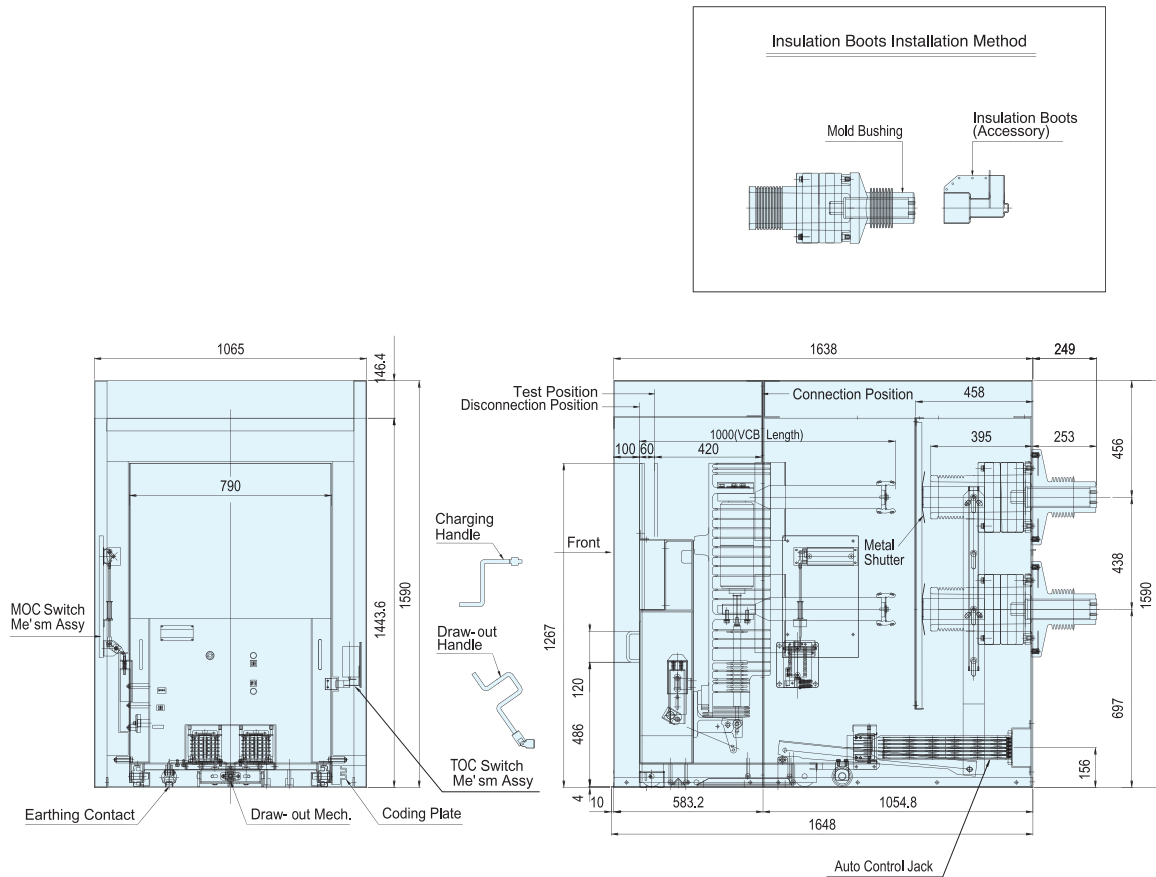 Insulation Boots Installation Method
Mold Bushing
Insulation Boots
(Accessory)
1065
146.4
790
1443.6
1590
MOC Switch
Me'sm Assy
Charging
Handle
Draw-out
Handle
TOC Switch
Me'sm Assy
Earthing Contact
Draw-out Mech.
Coding Plate
1638
249
Test Position
Disconnection Position
Connection Position
458
1000(VCB Length)
100
60
420
395
253
456
Front
Metal
Shutter
438
1590
1267
120
486
697
156
4
10
583.2
1054.8
1648
Auto Control Jack